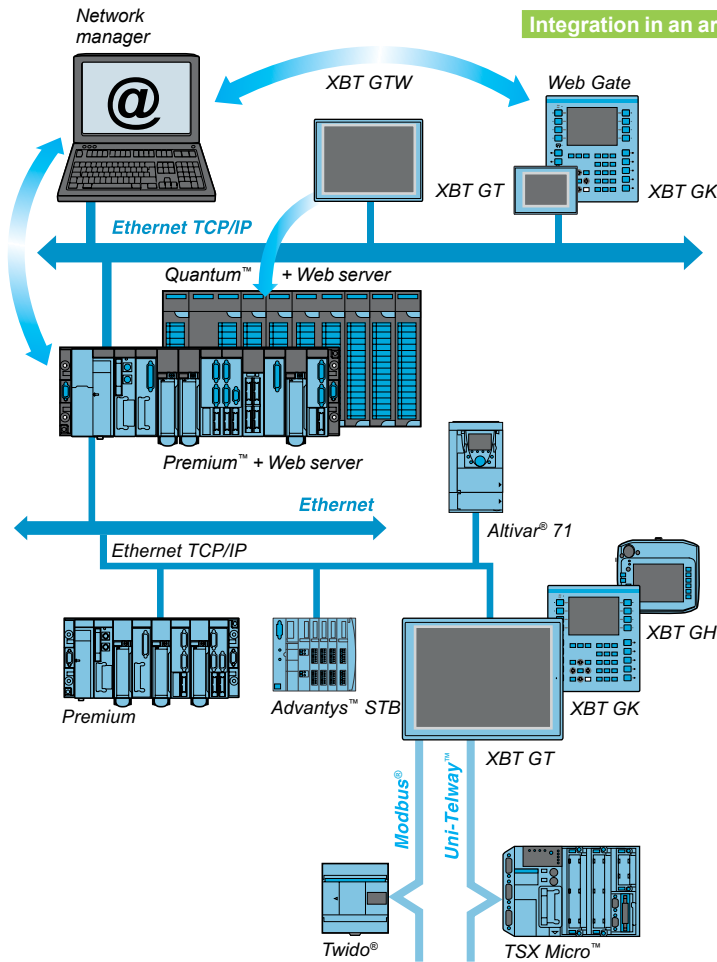 Network
manager
Integration in an ar
@
XBT GTW
Web Gate
XBT GT
XBT GK
Ethernet TCP/IP
Quantum™ + Web server
Premium™ + Web server
Ethernet
Altivar® 71
Ethernet TCP/IP
XBT GH
Premium
Advantys™ STB
XBT GK
XBT GT
Modbus®
Uni-Telway™
Twido®
TSX Micro™